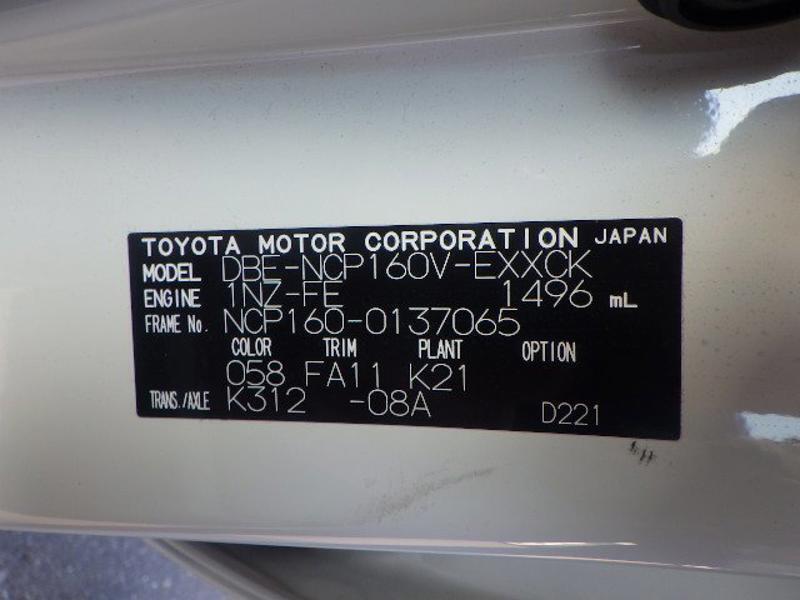 TOYOTA MOTOR CORPORATION JAPAN
MODEL DBE-NCP160V-EXXCK
ENGINE 1NZ-FE 1496 mL
FRAME No. NCP160-0137065
COLOR TRIM PLANT OPTION
058 FA11 K21
TRANS./AXLE K312 -08A D221